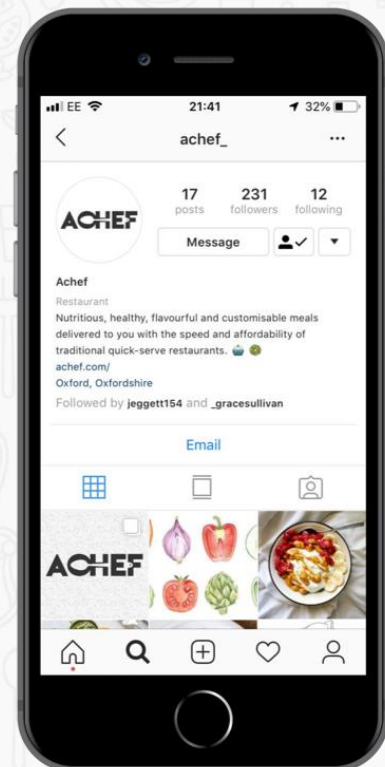 EE 21:41 32%
achef_
ACHEF
17 231 12
posts followers following
Message
Achef
Restaurant
Nutritious, healthy, flavourful and customisable meals
delivered to you with the speed and affordability of
traditional quick-serve restaurants.
achef.com/
Oxford, Oxfordshire
Followed by jeggett154 and _gracesullivan
Email
ACHEF